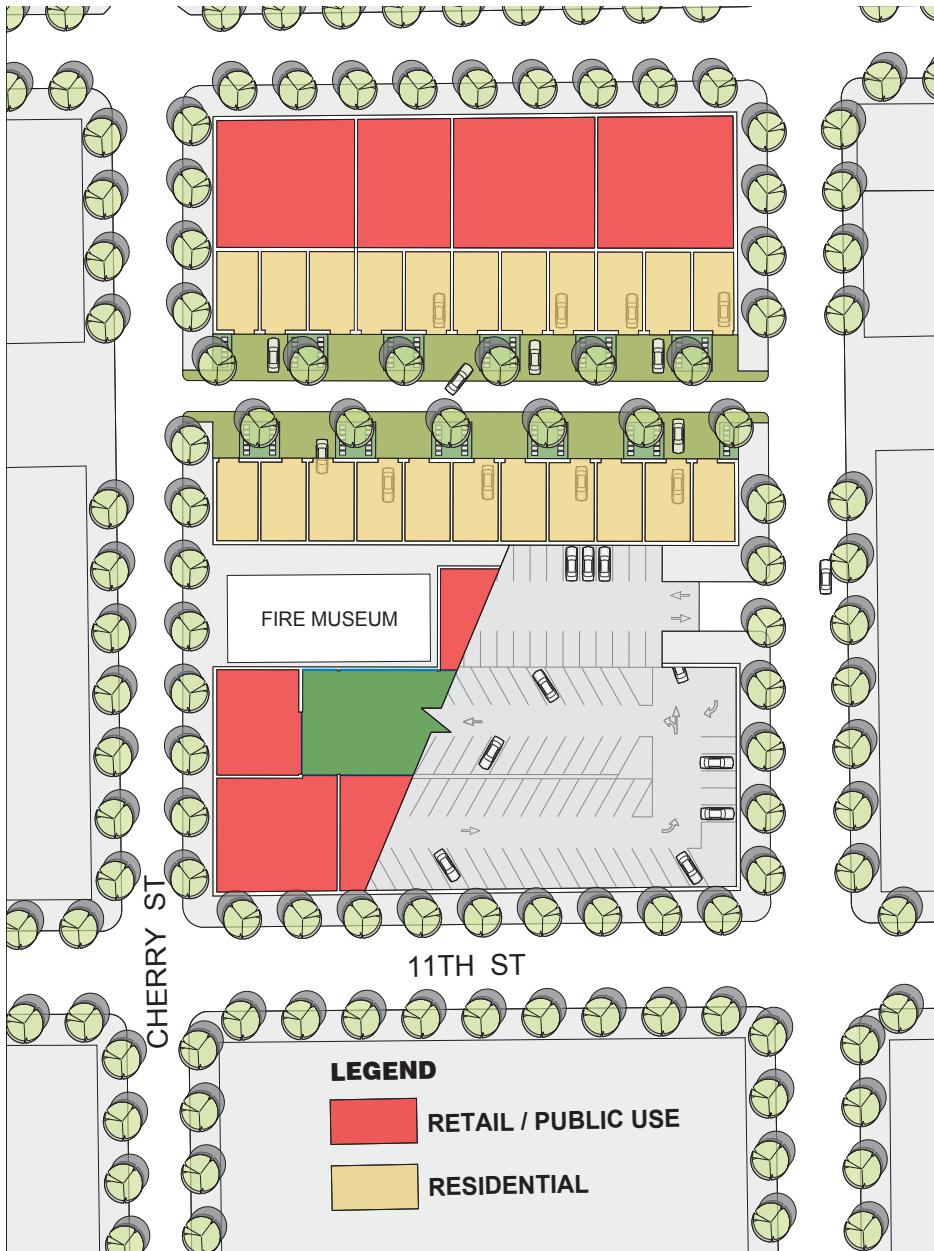 FIRE MUSEUM
CHERRY ST
11TH ST
LEGEND
RETAIL / PUBLIC USE
RESIDENTIAL